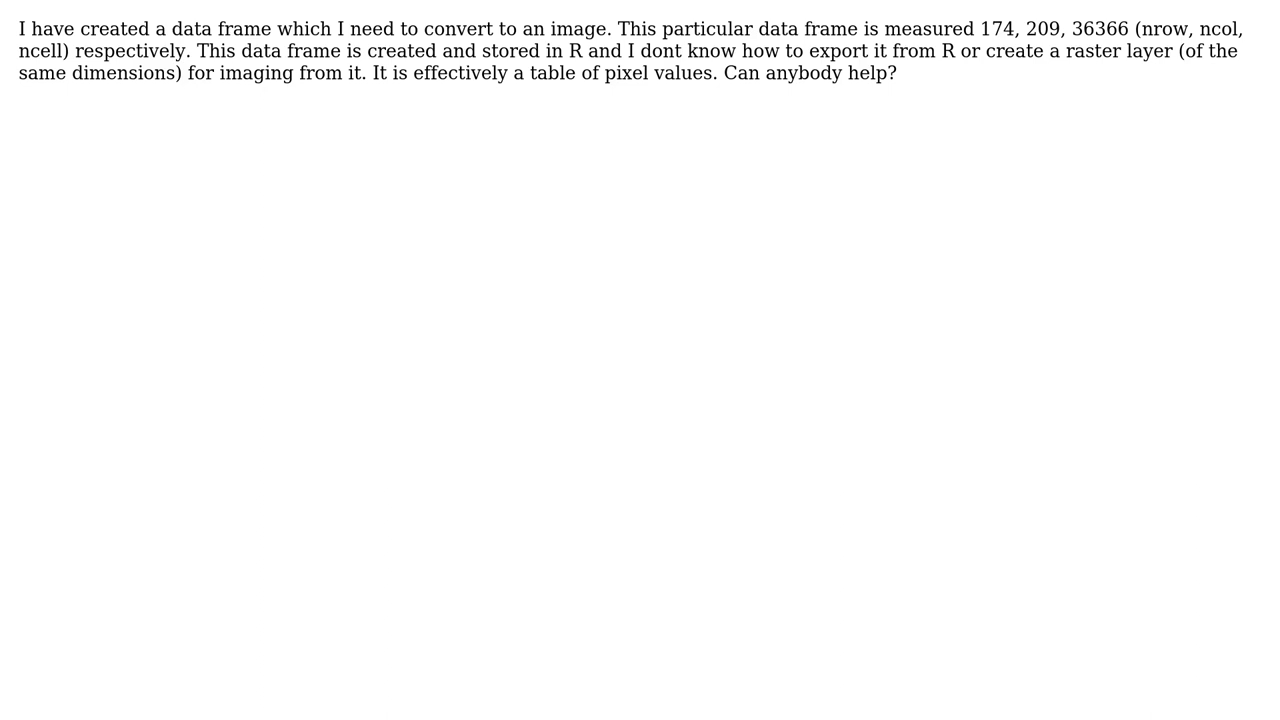 I have created a data frame which I need to convert to an image. This particular data frame is measured 174, 209, 36366 (nrow, ncol,
ncell) respectively. This data frame is created and stored in R and I dont know how to export it from R or create a raster layer (of the
same dimensions) for imaging from it. It is effectively a table of pixel values. Can anybody help?